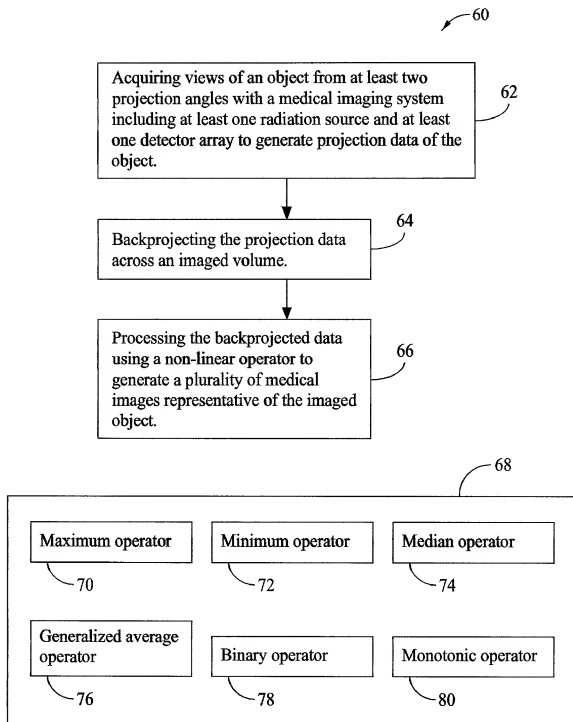 60
Acquiring views of an object from at least two
projection angles with a medical imaging system
including at least one radiation source and at least
one detector array to generate projection data of the
object.
62
Backprojecting the projection data
across an imaged volume.
64
Processing the backprojected data
using a non-linear operator to
generate a plurality of medical
images representative of the imaged
object.
66
68
Maximum operator
70
Minimum operator
72
Median operator
74
Generalized average
operator
76
Binary operator
78
Monotonic operator
80